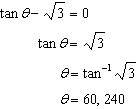 tan θ − √3 = 0
tan θ = √3
θ = tan⁻¹ √3
θ = 60, 240